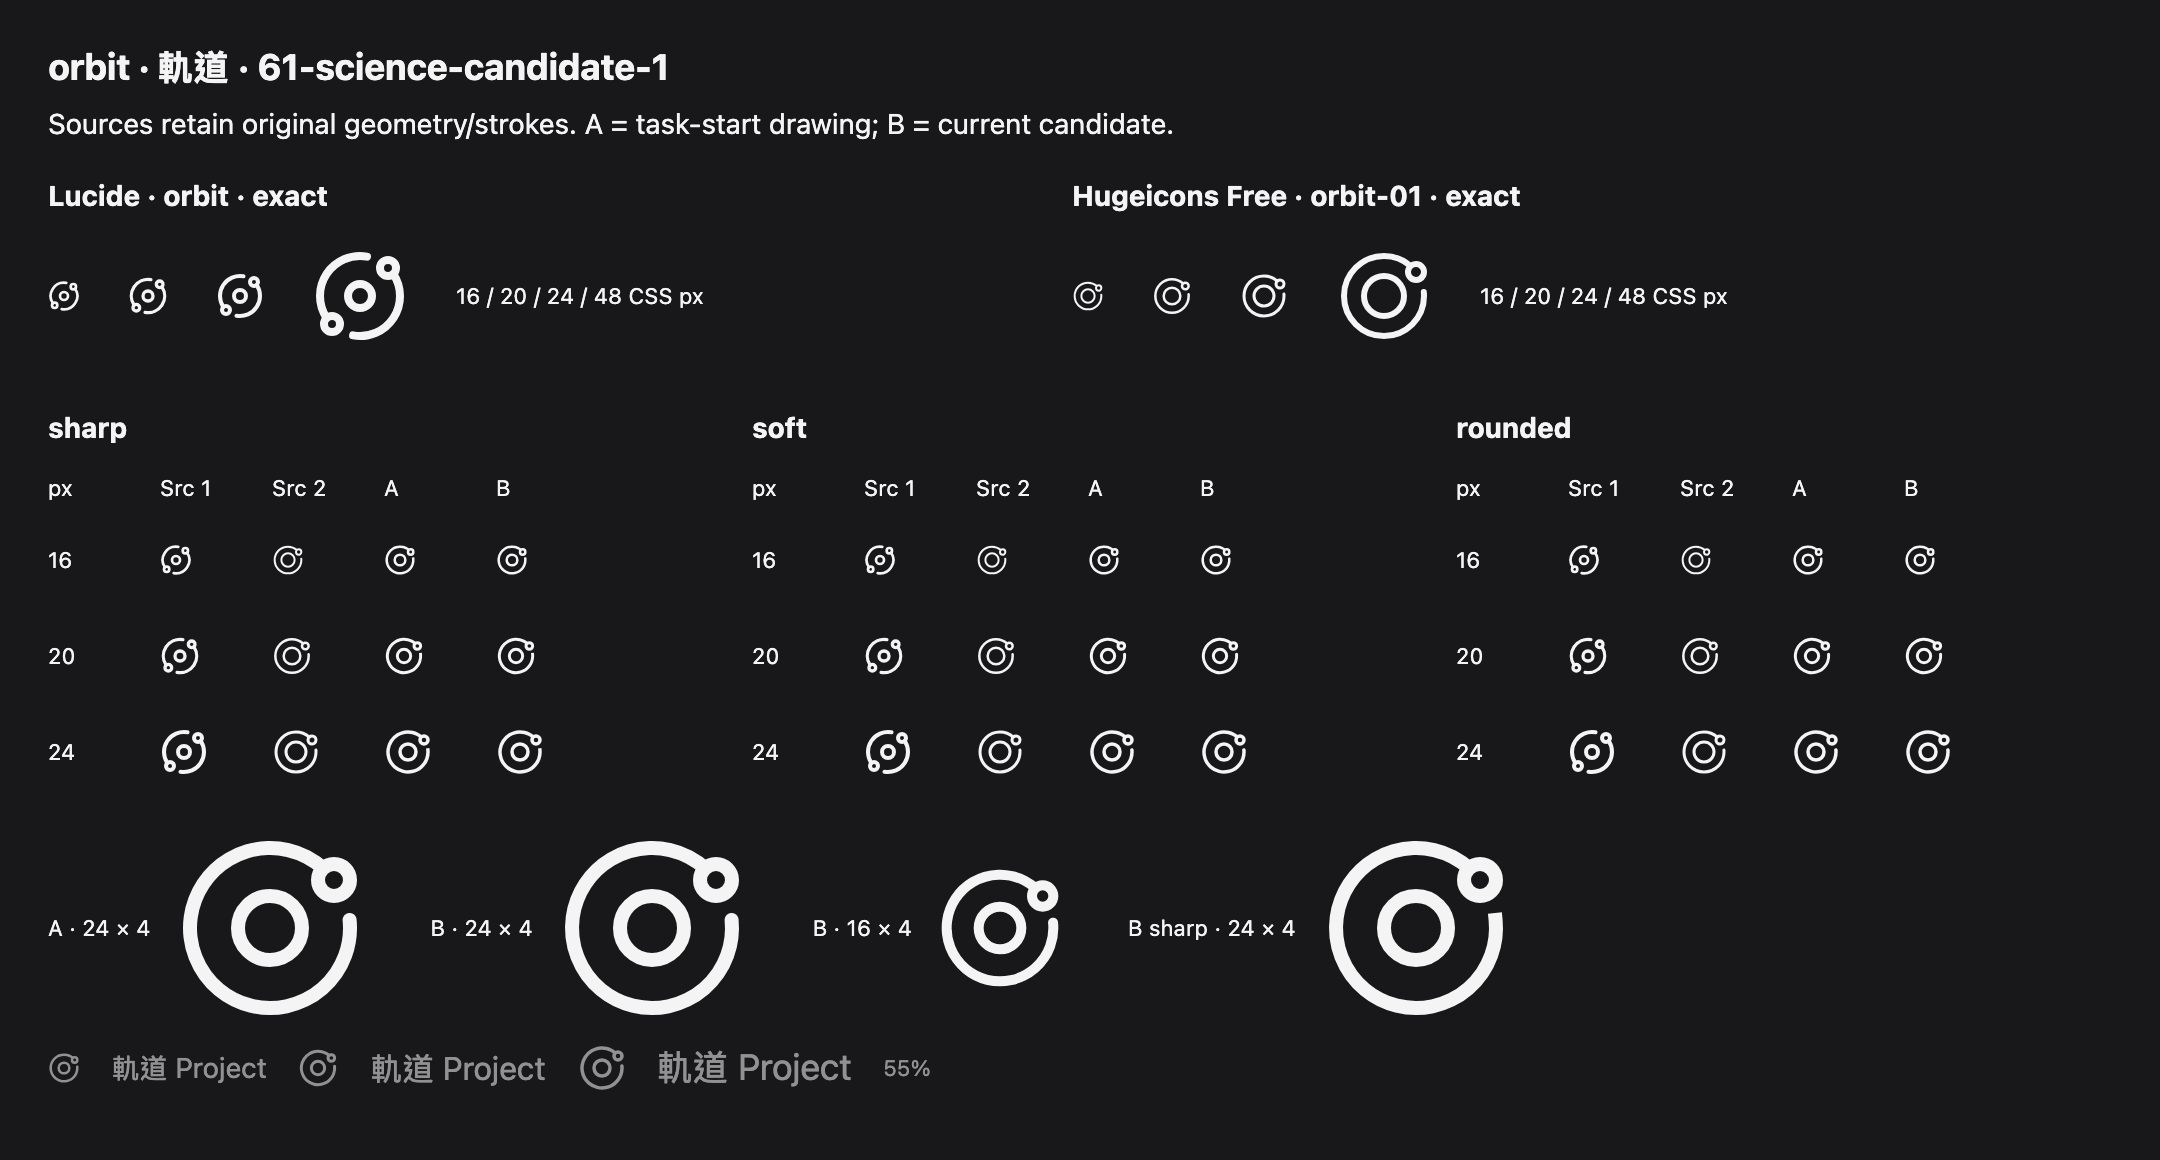 orbit · 軌道 · 61-science-candidate-1
Sources retain original geometry/strokes. A = task-start drawing; B = current candidate.
Lucide · orbit · exact
16 / 20 / 24 / 48 CSS px
Hugeicons Free · orbit-01 · exact
16 / 20 / 24 / 48 CSS px
sharp
px Src 1 Src 2 A B
16
20
24
soft
px Src 1 Src 2 A B
16
20
24
rounded
px Src 1 Src 2 A B
16
20
24
A · 24 × 4
B · 24 × 4
B · 16 × 4
B sharp · 24 × 4
軌道 Project 軌道 Project 軌道 Project 55%